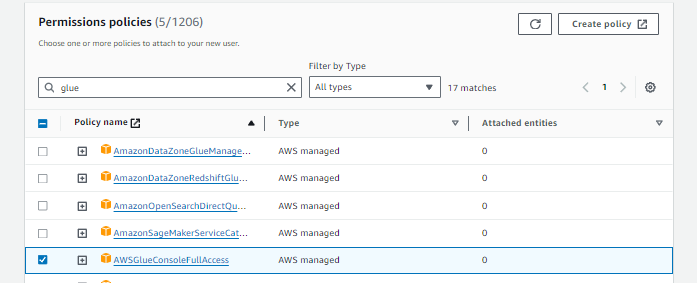 Permissions policies (5/1206)
Create policy
Choose one or more policies to attach to your new user.
Filter by Type
glue
All types
17 matches
1
Policy name
Type
Attached entities
AmazonDataZoneGlueManage...
AWS managed
0
AmazonDataZoneRedshiftGlu...
AWS managed
0
AmazonOpenSearchDirectQu...
AWS managed
0
AmazonSageMakerServiceCat...
AWS managed
0
AWSGlueConsoleFullAccess
AWS managed
0